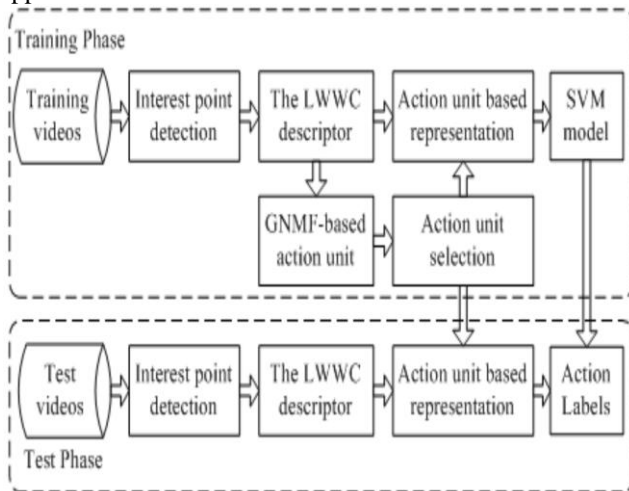 Training Phase
Training
videos
Interest point
detection
The LWWC
descriptor
Action unit based
representation
SVM
model
GNMF-based
action unit
Action unit
selection
Test
videos
Interest point
detection
The LWWC
descriptor
Action unit based
representation
Action
Labels
Test Phase